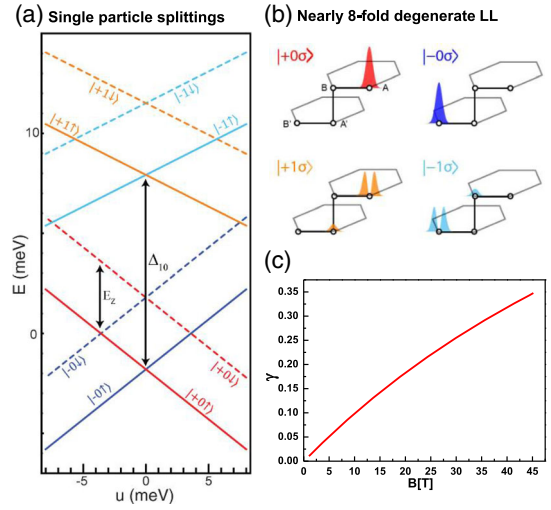 (a) Single particle splittings
E (meV)
10
0
|+1↓⟩
|-1↓⟩
|+1↑⟩
|-1↑⟩
Δ10
EZ
|-0↓⟩
|+0↓⟩
|-0↑⟩
|+0↑⟩
-5 0 5
u (meV)
(b) Nearly 8-fold degenerate LL
|+0σ⟩
B
A
B'
A'
|−0σ⟩
|+1σ⟩
|−1σ⟩
(c)
γ
0.35
0.30
0.25
0.20
0.15
0.10
0.05
0.00
0 5 10 15 20 25 30 35 40 45
B[T]